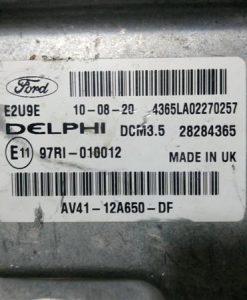 Ford
E2U9E 10-08-20 4365LA02270257
DELPHI DCM3.5 28284365
E11 97RI-010012 MADE IN UK
AV41-12A650-DF